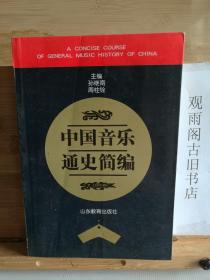 A CONCISE COURSE
OF GENERAL MUSIC HISTORY OF CHINA
主编
孙继南
周柱铨
中国音乐
通史简编
山东教育出版社
观雨阁古旧书店